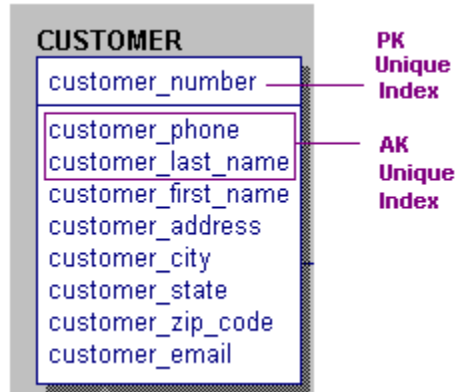 CUSTOMER
customer_number
customer_phone
customer_last_name
customer_first_name
customer_address
customer_city
customer_state
customer_zip_code
customer_email
PK
Unique
Index
AK
Unique
Index